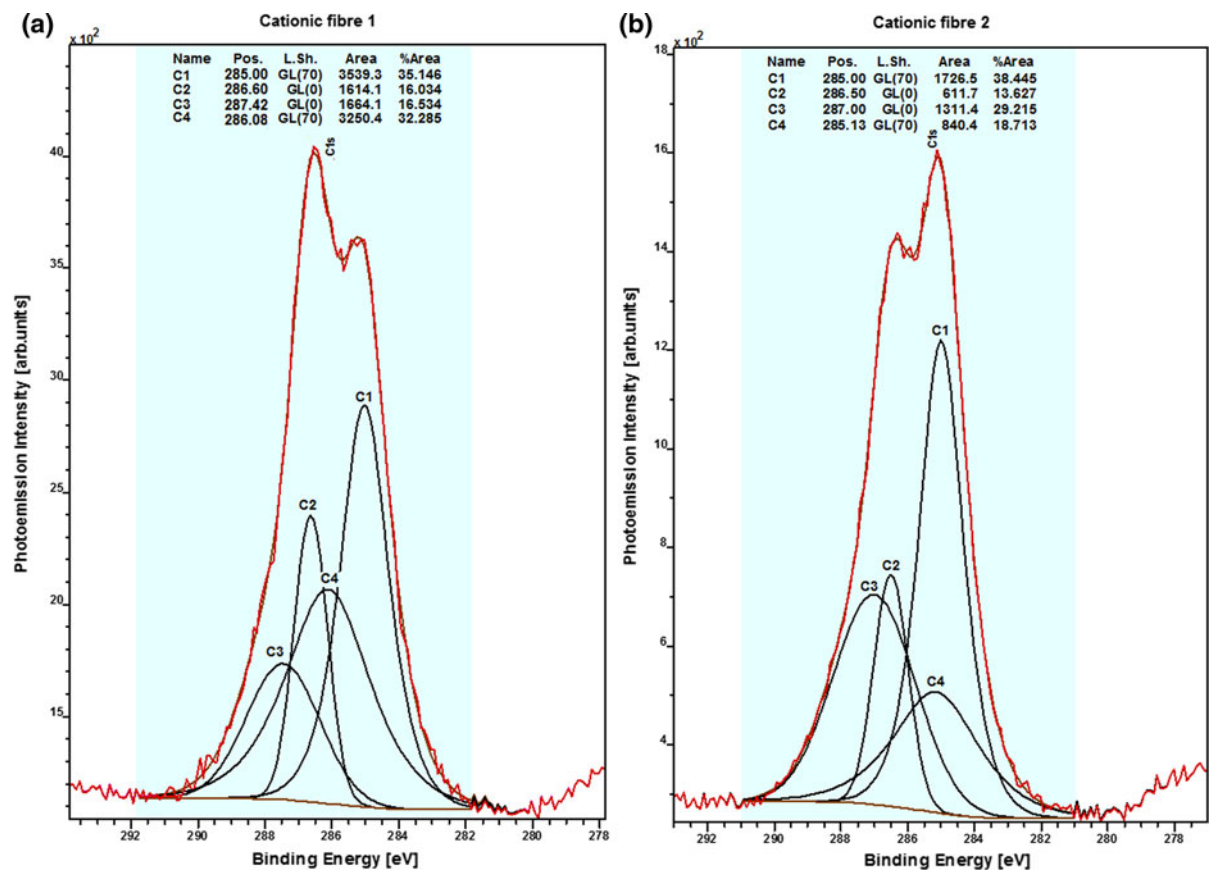 (a) Cationic fibre 1
x 10²
Name Pos. L.Sh. Area %Area
C1 285.00 GL(70) 3539.3 35.146
C2 286.60 GL(0) 1614.1 16.034
C3 287.42 GL(0) 1664.1 16.534
C4 286.08 GL(70) 3250.4 32.285
C1s
40
35
30
25
20
15
C1
C2
C4
C3
Photoemission Intensity [arb.units]
292 290 288 286 284 282 280 278
Binding Energy [eV]
(b) Cationic fibre 2
x 10²
Name Pos. L.Sh. Area %Area
C1 285.00 GL(70) 1726.5 38.445
C2 286.50 GL(0) 611.7 13.627
C3 287.00 GL(0) 1311.4 29.215
C4 285.13 GL(70) 840.4 18.713
C1s
18
16
14
12
10
8
6
4
C1
C2
C3
C4
Photoemission Intensity [arb.units]
292 290 288 286 284 282 280 278
Binding Energy [eV]